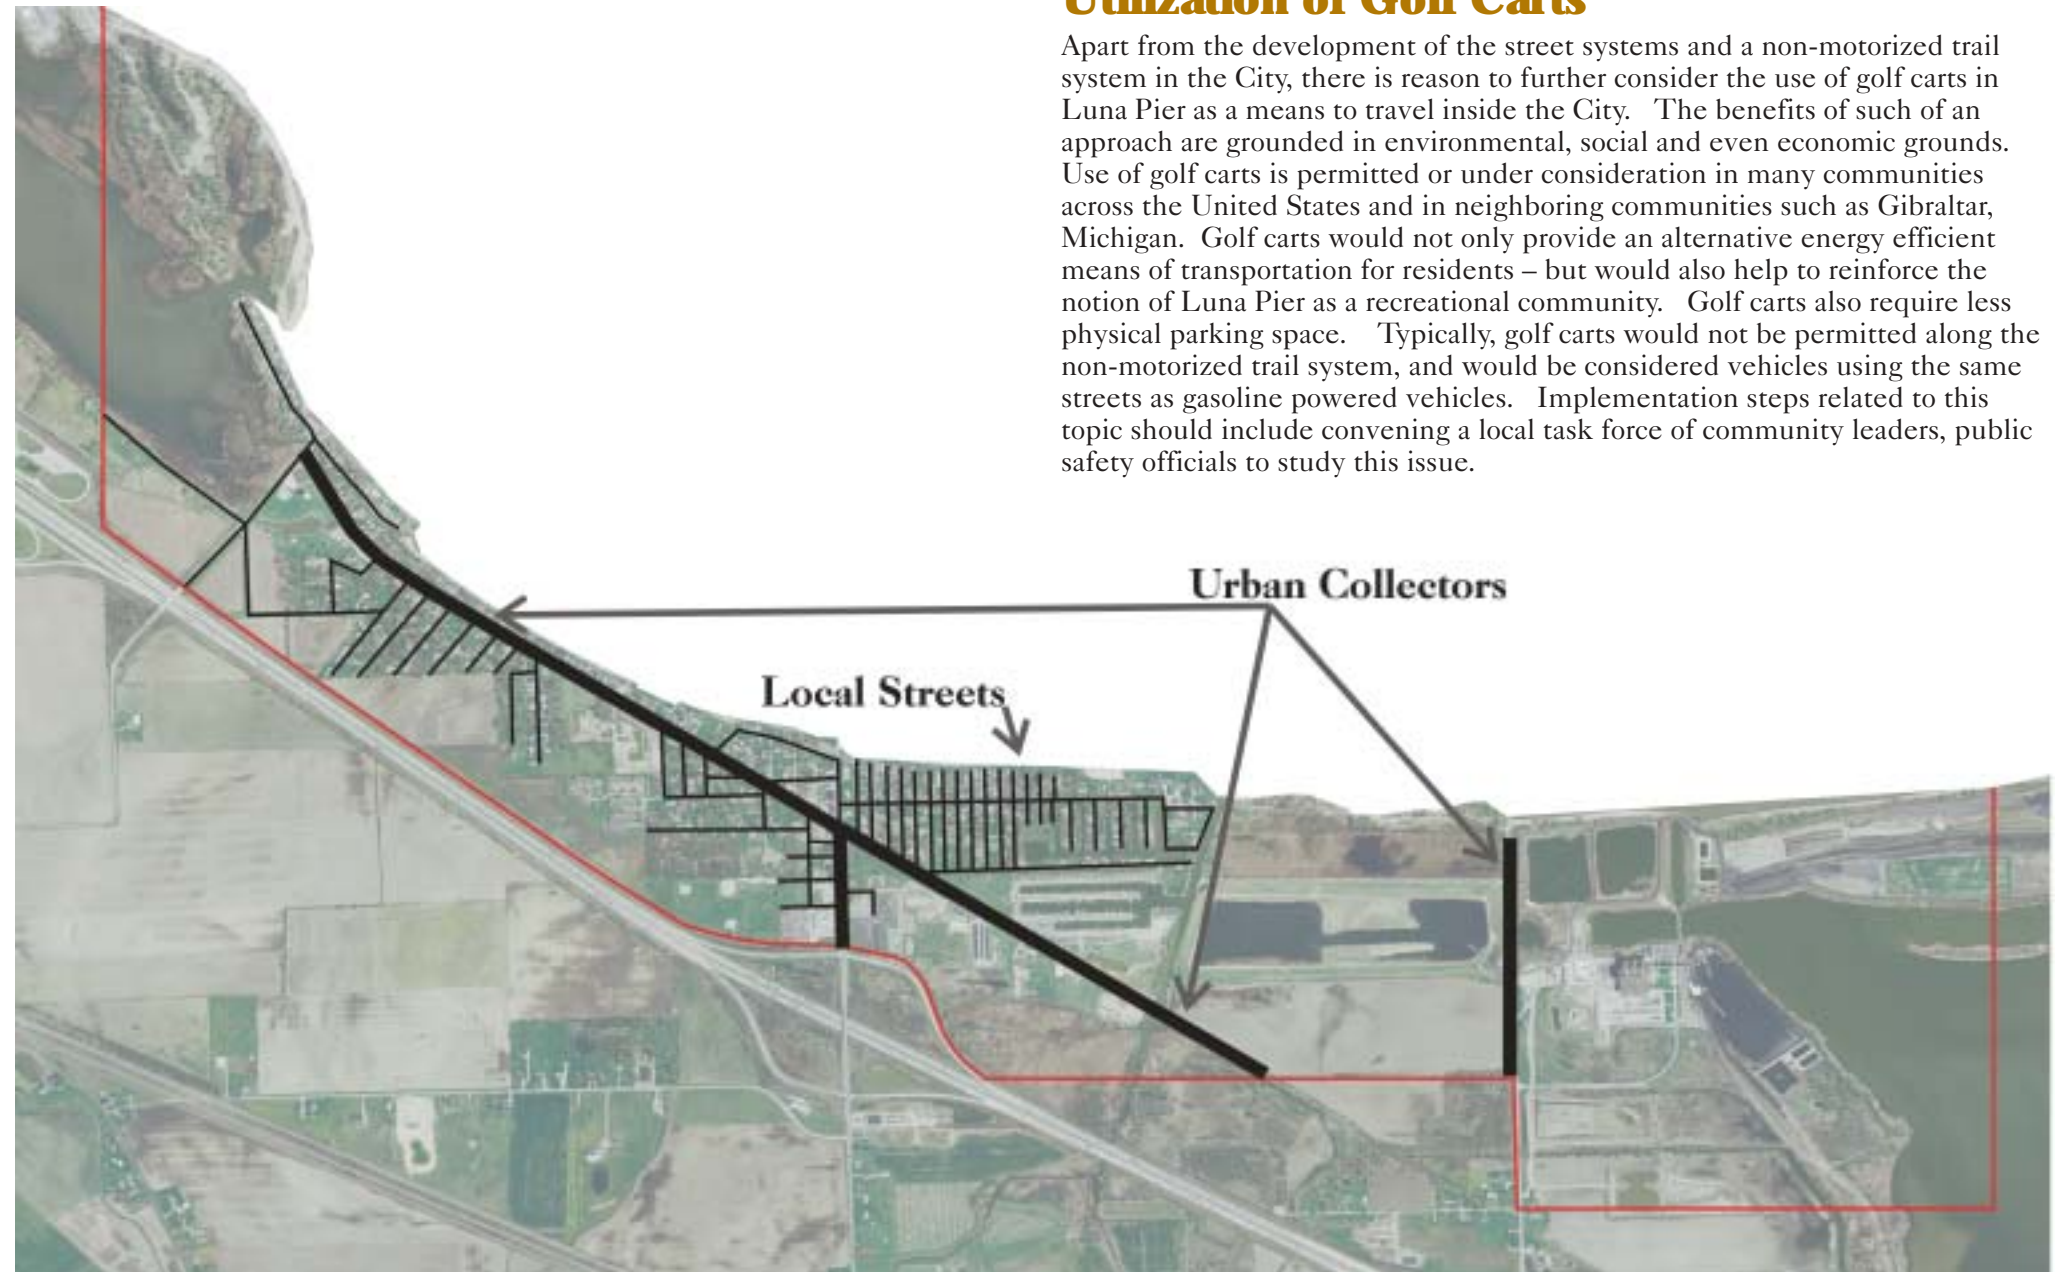 Utilization of Golf Carts
Apart from the development of the street systems and a non-motorized trail
system in the City, there is reason to further consider the use of golf carts in
Luna Pier as a means to travel inside the City. The benefits of such of an
approach are grounded in environmental, social and even economic grounds.
Use of golf carts is permitted or under consideration in many communities
across the United States and in neighboring communities such as Gibraltar,
Michigan. Golf carts would not only provide an alternative energy efficient
means of transportation for residents – but would also help to reinforce the
notion of Luna Pier as a recreational community. Golf carts also require less
physical parking space. Typically, golf carts would not be permitted along the
non-motorized trail system, and would be considered vehicles using the same
streets as gasoline powered vehicles. Implementation steps related to this
topic should include convening a local task force of community leaders, public
safety officials to study this issue.
Urban Collectors
Local Streets